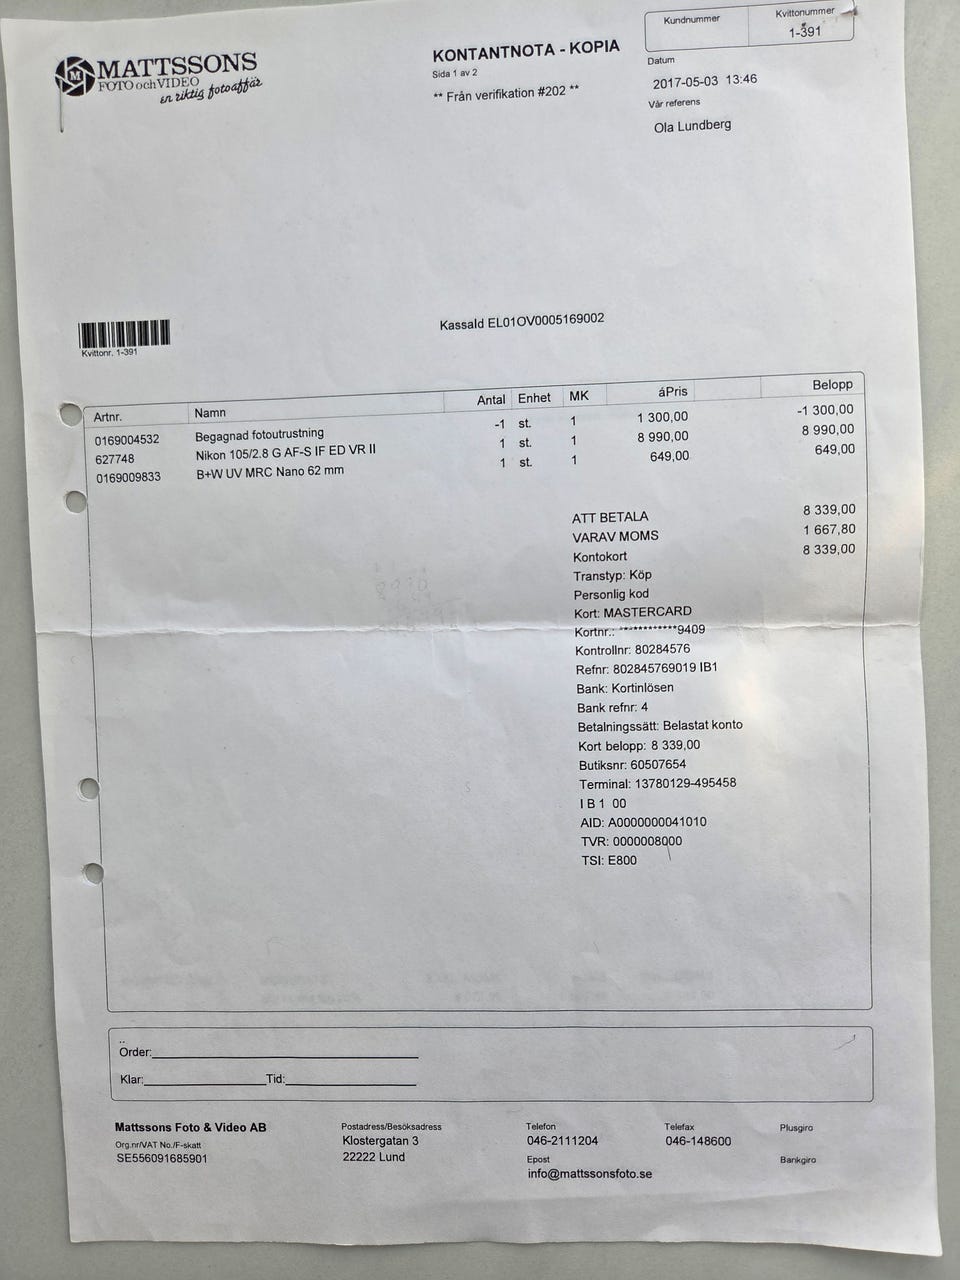 MATTSSONS
FOTO och VIDEO
en riktig fotoaffär
KONTANTNOTA - KOPIA
Sida 1 av 2
** Från verifikation #202 **
Kundnummer
Kvittonummer
1-391
Datum
2017-05-03 13:46
Vår referens
Ola Lundberg
Kvittonr. 1-391
KassaId EL01OV0005169002
Artnr. Namn Antal Enhet MK áPris Belopp
0169004532 Begagnad fotoutrustning -1 st. 1 1 300,00 -1 300,00
627748 Nikon 105/2.8 G AF-S IF ED VR II 1 st. 1 8 990,00 8 990,00
0169009833 B+W UV MRC Nano 62 mm 1 st. 1 649,00 649,00
ATT BETALA 8 339,00
VARAV MOMS 1 667,80
Kontokort 8 339,00
Transtyp: Köp
Personlig kod
Kort: MASTERCARD
Kortnr.: ************9409
Kontrollnr: 80284576
Refnr: 802845769019 IB1
Bank: Kortinlösen
Bank refnr: 4
Betalningssätt: Belastat konto
Kort belopp: 8 339,00
Butiksnr: 60507654
Terminal: 13780129-495458
I B 1 00
AID: A0000000041010
TVR: 0000008000
TSI: E800
Order:
Klar: Tid:
Mattssons Foto & Video AB
Org.nr/VAT No./F-skatt
SE556091685901
Postadress/Besöksadress
Klostergatan 3
22222 Lund
Telefon
046-2111204
Epost
info@mattssonsfoto.se
Telefax
046-148600
Plusgiro
Bankgiro